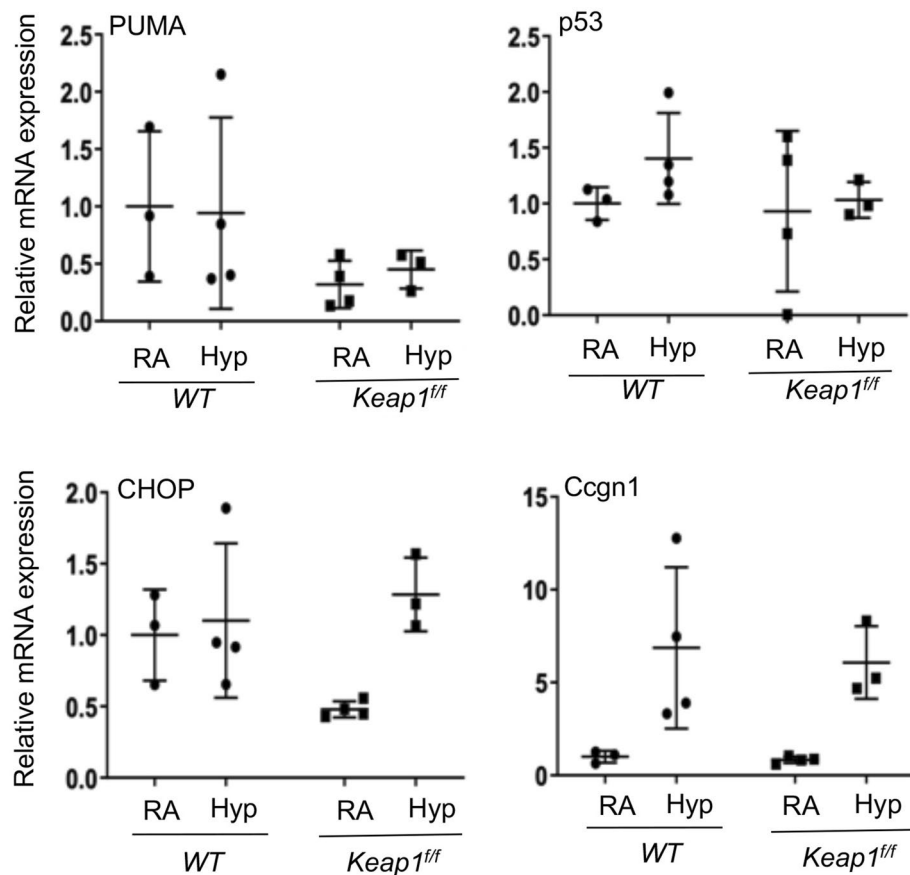 PUMA
Relative mRNA expression
2.5
2.0
1.5
1.0
0.5
0.0
RA Hyp RA Hyp
WT Keap1f/f
p53
2.5
2.0
1.5
1.0
0.5
0.0
RA Hyp RA Hyp
WT Keap1f/f
CHOP
Relative mRNA expression
2.0
1.5
1.0
0.5
0.0
RA Hyp RA Hyp
WT Keap1f/f
Ccgn1
15
10
5
0
RA Hyp RA Hyp
WT Keap1f/f